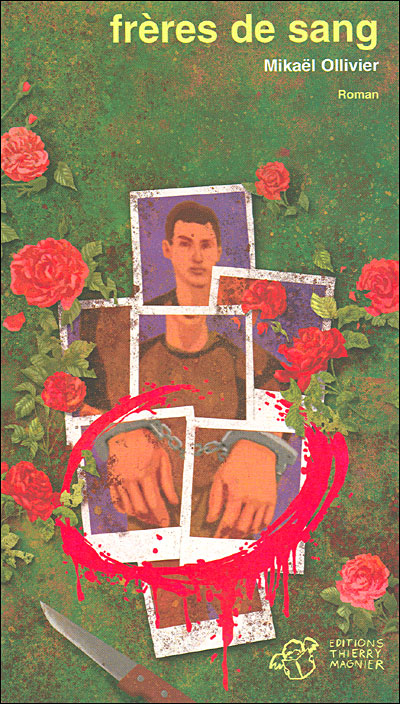 frères de sang
Mikaël Ollivier
Roman
EDITIONS
THIERRY
MAGNIER